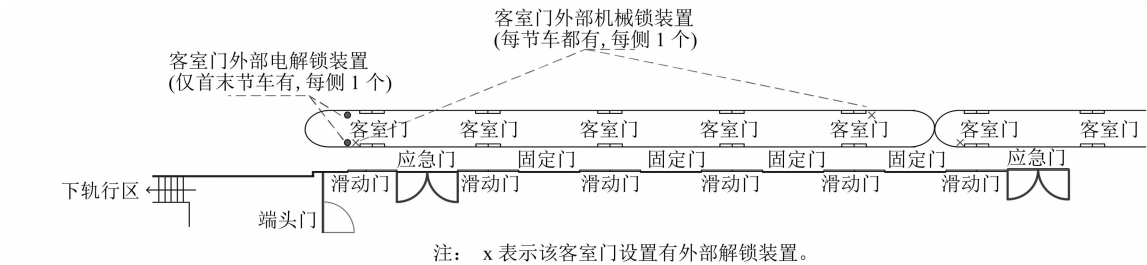 客室门外部机械锁装置
(每节车都有,每侧1个)
客室门外部电解锁装置
(仅首末节车有,每侧1个)
客室门 客室门 客室门 客室门 客室门 客室门 客室门
应急门 固定门 固定门 固定门 固定门 应急门
下轨行区 滑动门 滑动门 滑动门 滑动门 滑动门 滑动门
端头门
注: x 表示该客室门设置有外部解锁装置。